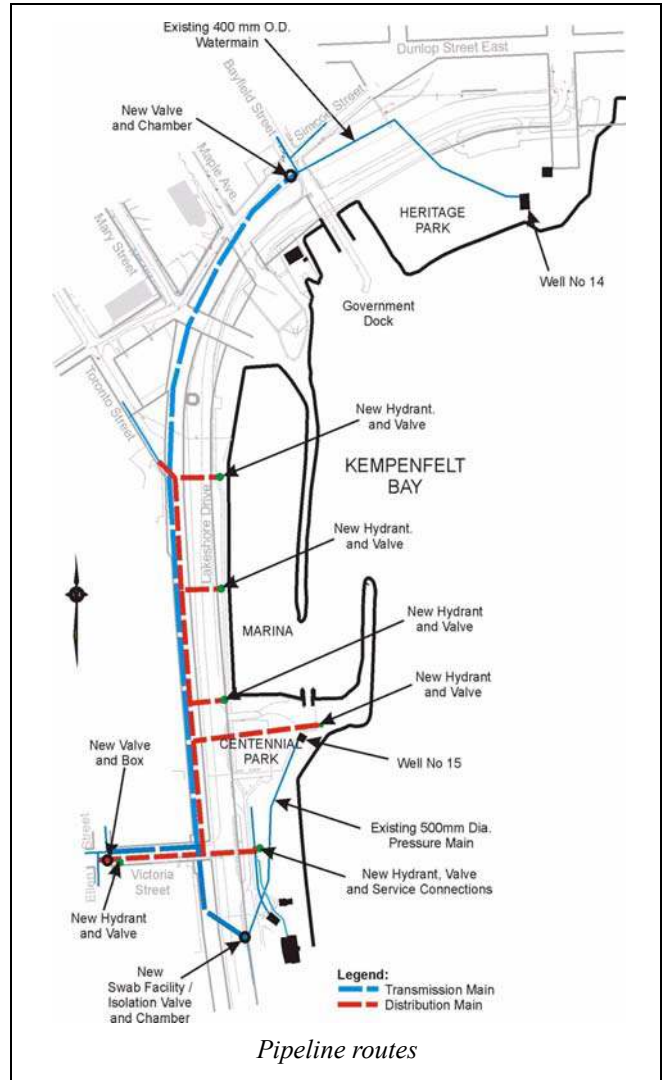 Existing 400 mm O.D.
Watermain
Dunlop Street East
Bayfield Street
Simcoe Street
New Valve
and Chamber
Maple Ave.
Mary Street
HERITAGE
PARK
Well No 14
Government
Dock
Toronto Street
New Hydrant.
and Valve
KEMPENFELT
BAY
Lakeshore Drive
New Hydrant.
and Valve
MARINA
New Hydrant
and Valve
New Hydrant
and Valve
CENTENNIAL
PARK
Well No 15
New Valve
and Box
Existing 500mm Dia.
Pressure Main
Ellen Street
Victoria
Street
New Hydrant, Valve
and Service Connections
New Hydrant
and Valve
New
Swab Facility /
Isolation Valve
and Chamber
Legend:
Transmission Main
Distribution Main
Pipeline routes